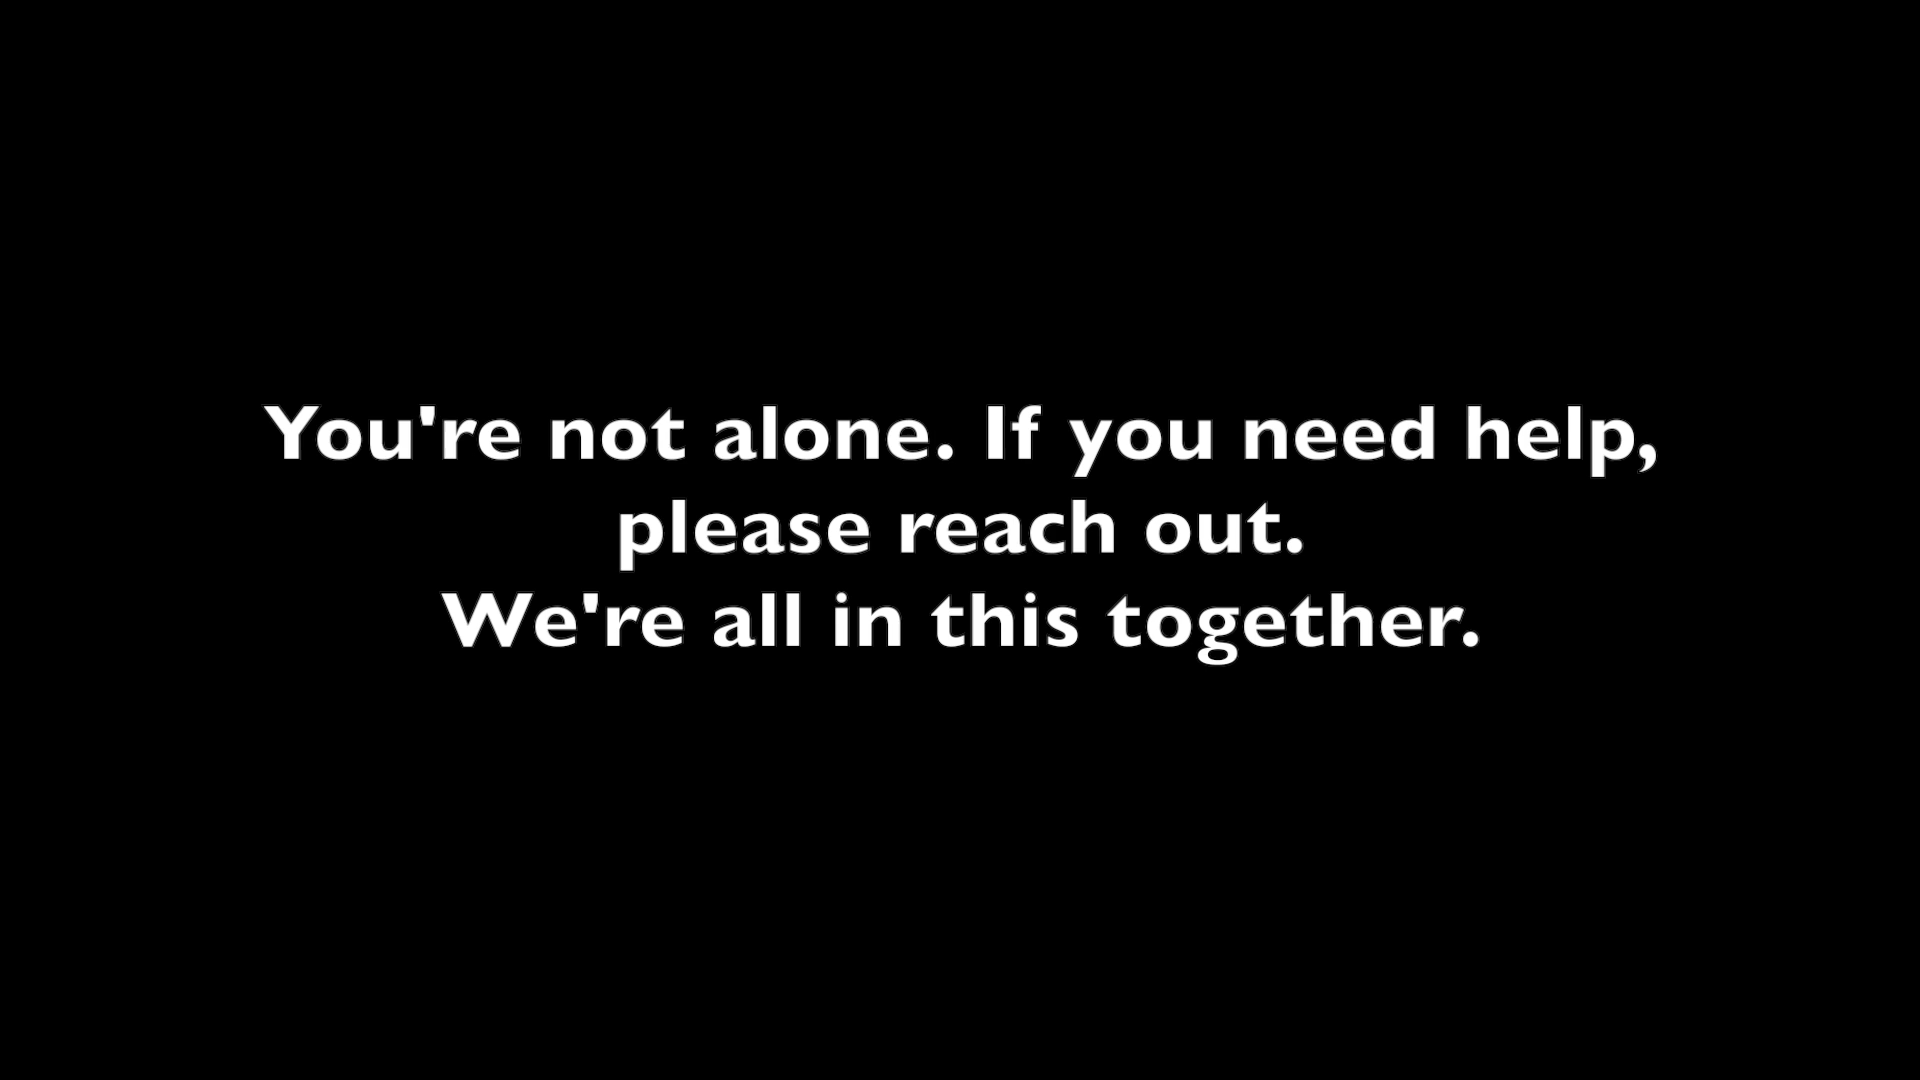 You're not alone. If you need help,
please reach out.
We're all in this together.